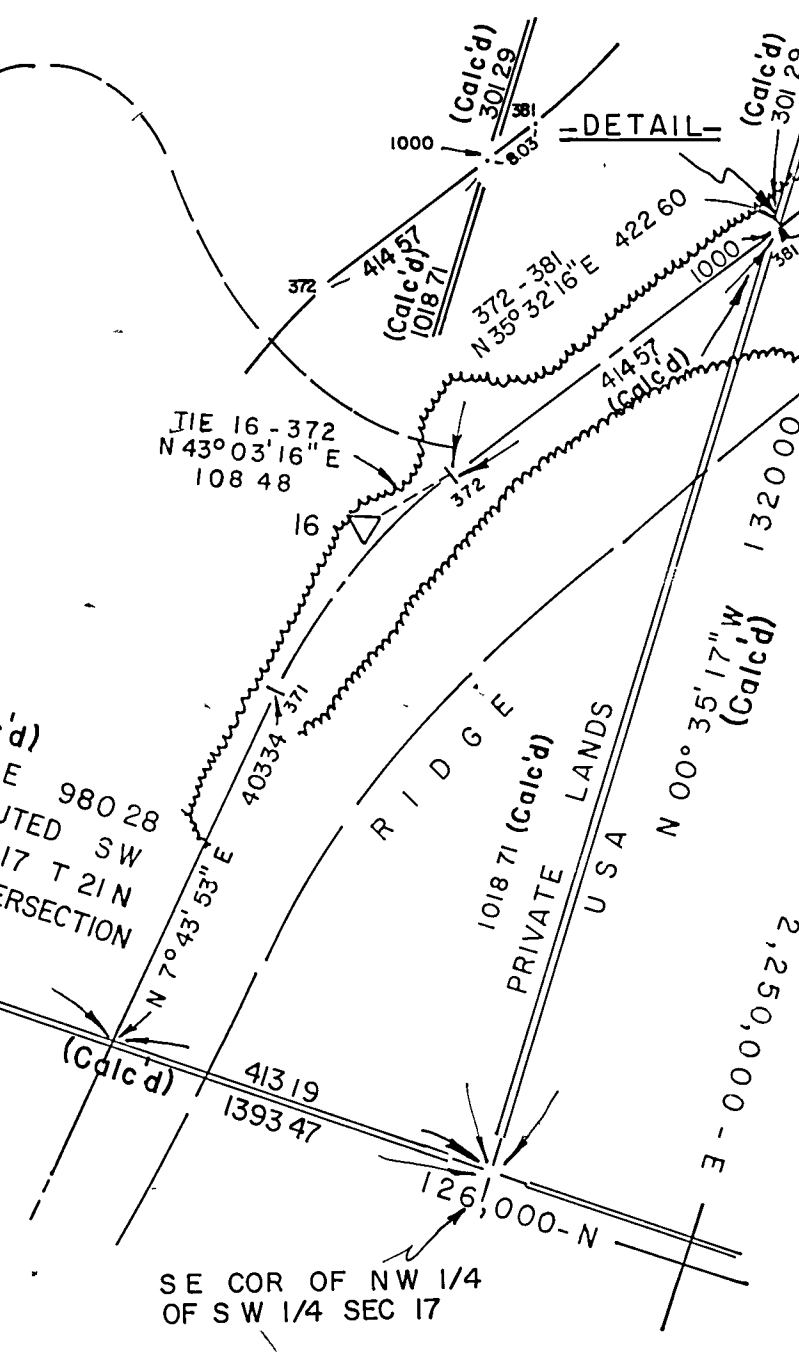 (Calc'd)
301 29
381
1000
8.03
DETAIL
414 57
372
(Calc'd)
1018 71
(Calc'd)
301 29
372 - 381
N 35° 32' 16" E 422 60
1000
381
414 57
(Calc'd)
TIE 16 - 372
N 43° 03' 16" E
108 48
16
372
371
403 34
N 7° 43' 53" E
RIDGE
1320 00
N 00° 35' 17" W
(Calc'd)
1018 71 (Calc'd)
PRIVATE LANDS
USA
'd)
E 980 28
UTED SW
17 T 21 N
ERSECTION
(Calc'd)
413 19
1393 47
126,000-N
2,250,000-E
SE COR OF NW 1/4
OF SW 1/4 SEC 17